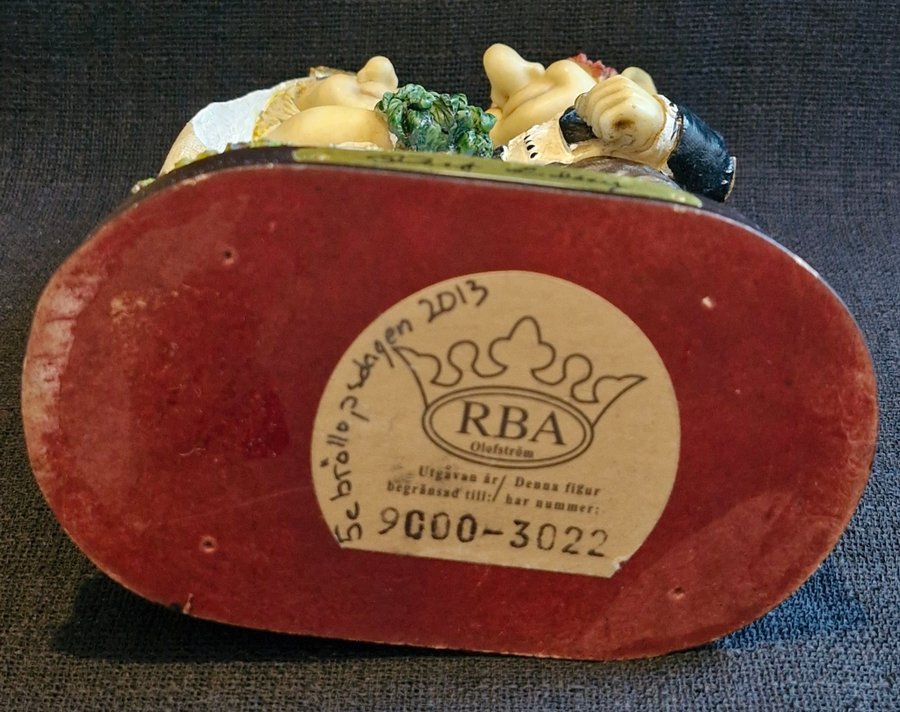 5e bröllopsdagen 2013
RBA
Olofström
Utgåvan är / Denna figur
begränsad till: / har nummer:
9000-3022